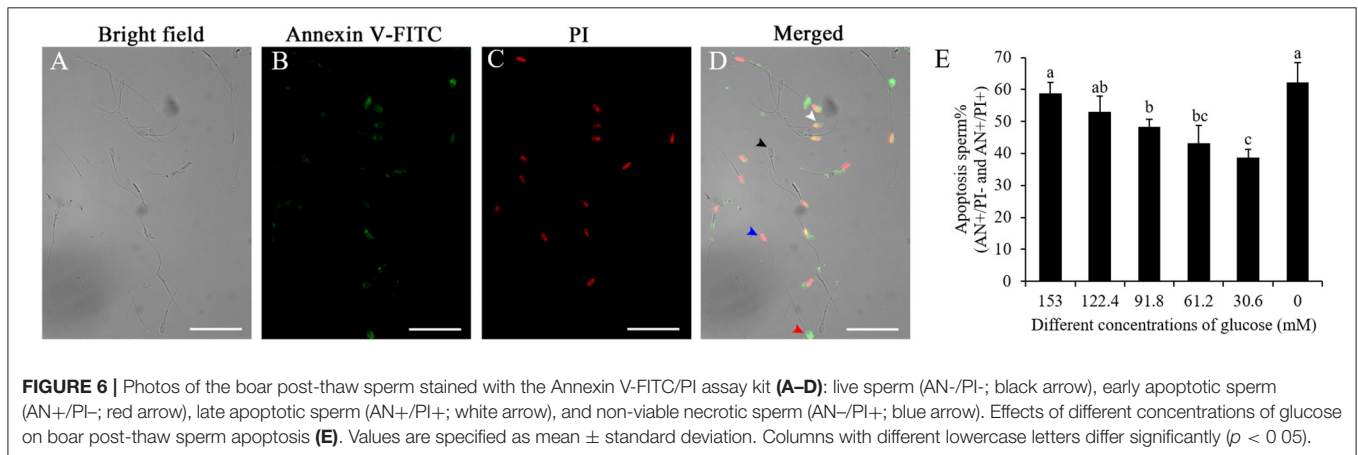 Bright field
Annexin V-FITC
PI
Merged
A
B
C
D
E
Apoptosis sperm%
(AN+/PI- and AN+/PI+)
70
60
50
40
30
20
10
0
a
ab
b
bc
c
a
153 122.4 91.8 61.2 30.6 0
Different concentrations of glucose (mM)
FIGURE 6 | Photos of the boar post-thaw sperm stained with the Annexin V-FITC/PI assay kit (A–D): live sperm (AN-/PI-; black arrow), early apoptotic sperm
(AN+/PI–; red arrow), late apoptotic sperm (AN+/PI+; white arrow), and non-viable necrotic sperm (AN–/PI+; blue arrow). Effects of different concentrations of glucose
on boar post-thaw sperm apoptosis (E). Values are specified as mean ± standard deviation. Columns with different lowercase letters differ significantly (p < 0 05).